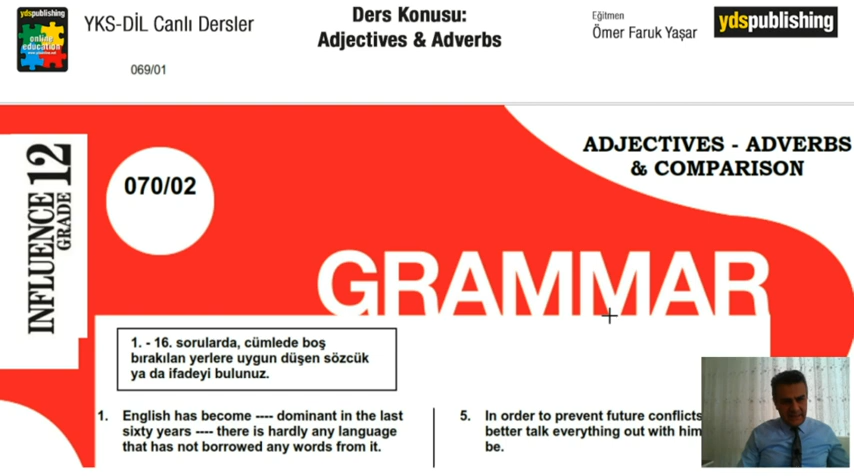 ydspublishing
online
education
YKS-DİL Canlı Dersler
069/01
Ders Konusu:
Adjectives & Adverbs
Eğitmen
Ömer Faruk Yaşar
ydspublishing
INFLUENCE 12
GRADE
070/02
ADJECTIVES - ADVERBS
& COMPARISON
GRAMMAR
1. - 16. sorularda, cümlede boş
bırakılan yerlere uygun düşen sözcük
ya da ifadeyi bulunuz.
1. English has become ---- dominant in the last
sixty years ---- there is hardly any language
that has not borrowed any words from it.
5. In order to prevent future conflicts
better talk everything out with him
be.